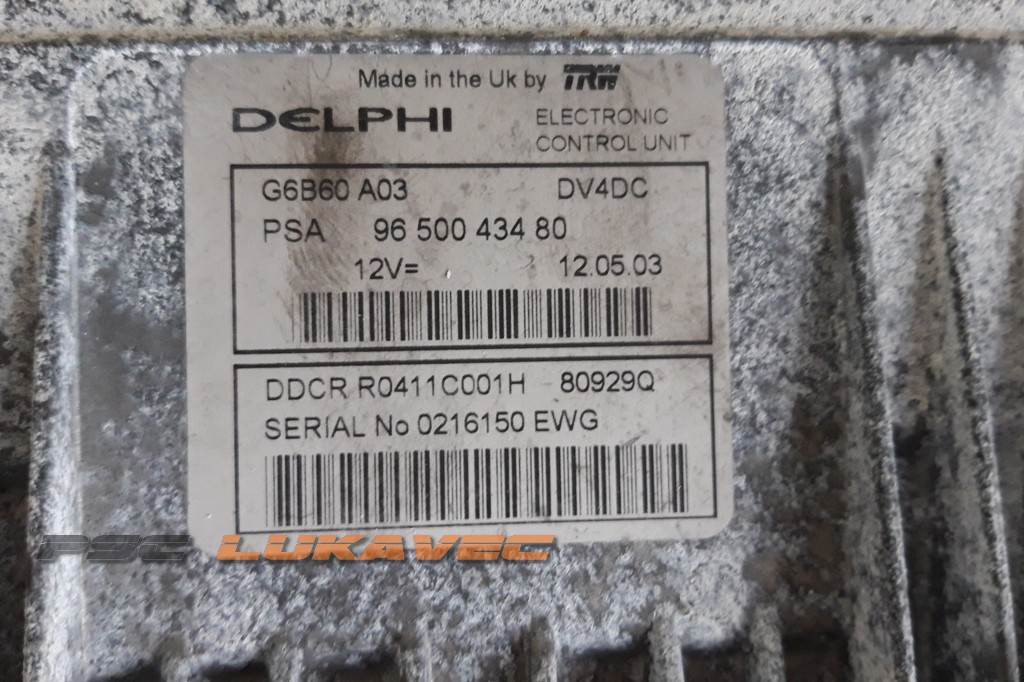 Made in the Uk by TRW
DELPHI ELECTRONIC
CONTROL UNIT
G6B60 A03 DV4DC
PSA 96 500 434 80
12V= 12.05.03
DDCR R0411C001H 80929Q
SERIAL No 0216150 EWG
PSC LUKAVEC